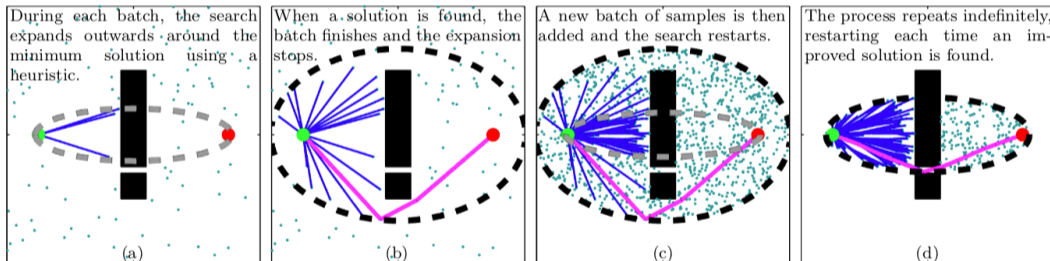 During each batch, the search
expands outwards around the
minimum solution using a
heuristic.
(a)
When a solution is found, the
batch finishes and the expansion
stops.
(b)
A new batch of samples is then
added and the search restarts.
(c)
The process repeats indefinitely,
restarting each time an im-
proved solution is found.
(d)